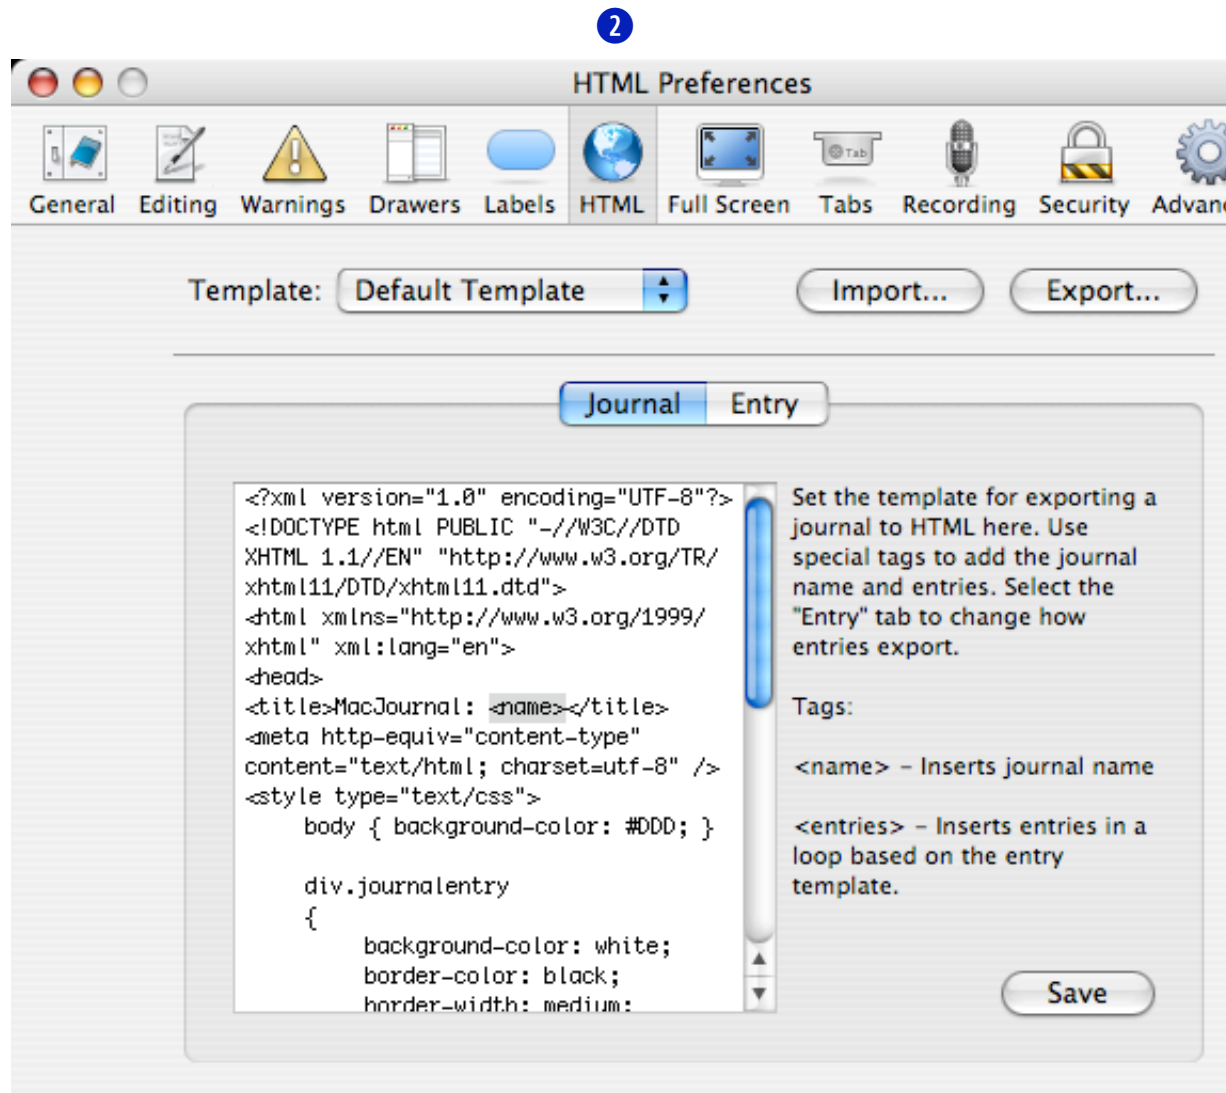 2
HTML Preferences
General Editing Warnings Drawers Labels HTML Full Screen Tabs Recording Security Advan
Tab
Template: Default Template Import... Export...
Journal Entry
<?xml version="1.0" encoding="UTF-8"?>
<!DOCTYPE html PUBLIC "-//W3C//DTD
XHTML 1.1//EN" "http://www.w3.org/TR/
xhtml11/DTD/xhtml11.dtd">
<html xmlns="http://www.w3.org/1999/
xhtml" xml:lang="en">
<head>
<title>MacJournal: <name></title>
<meta http-equiv="content-type"
content="text/html; charset=utf-8" />
<style type="text/css">
body { background-color: #DDD; }
div.journalentry
{
background-color: white;
border-color: black;
border-width: medium;
Set the template for exporting a
journal to HTML here. Use
special tags to add the journal
name and entries. Select the
"Entry" tab to change how
entries export.
Tags:
<name> - Inserts journal name
<entries> - Inserts entries in a
loop based on the entry
template.
Save